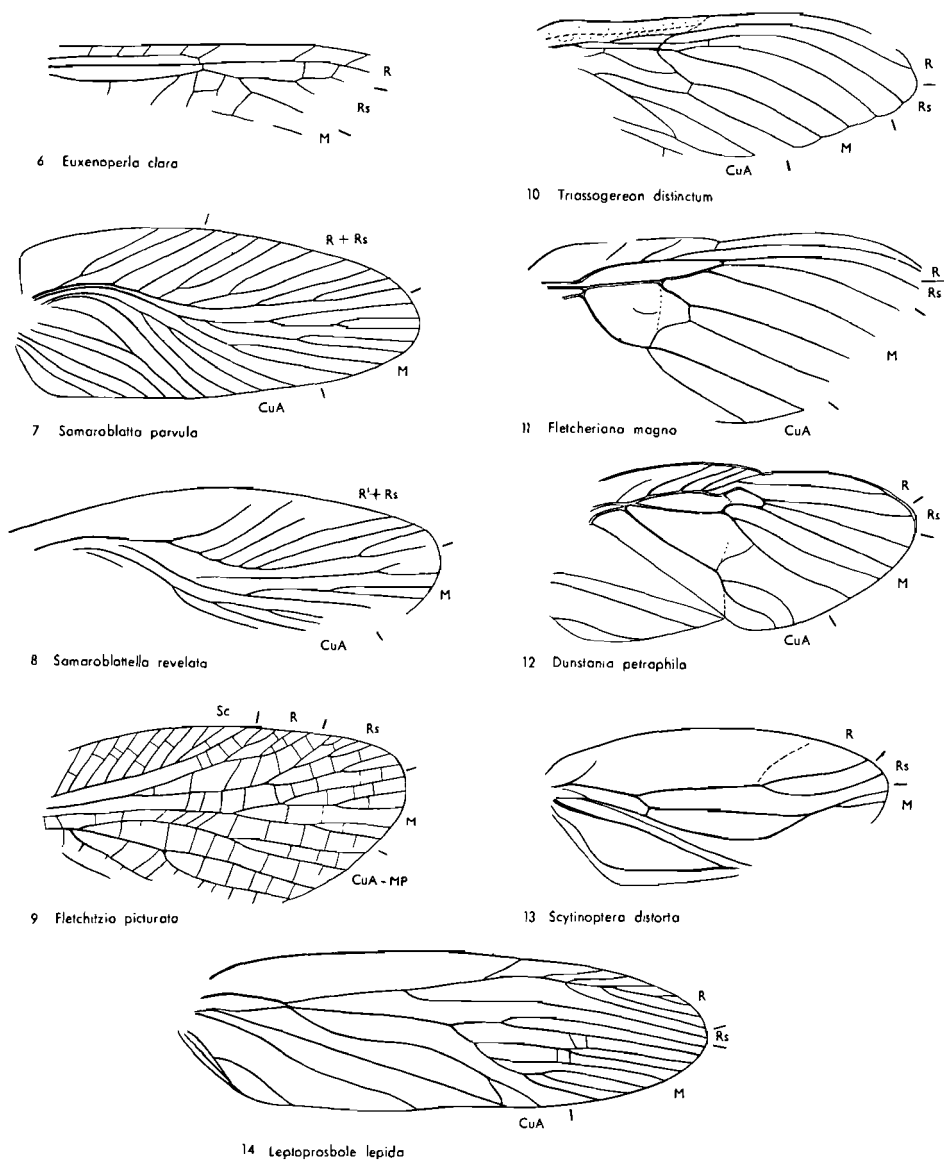 R
Rs
M
6 Euxenoperla clara
R + Rs
M
CuA
7 Samaroblatta parvula
R' + Rs
M
CuA
8 Samaroblattella revelata
Sc R Rs
M
CuA - MP
9 Fletchitzia picturata
R
Rs
M
CuA
10 Triassogereon distinctum
R
Rs
M
CuA
11 Fletcheriana magna
R
Rs
M
CuA
12 Dunstania petraphila
R
Rs
M
13 Scytinoptera distorta
R
Rs
M
CuA
14 Leptoprosbole lepida